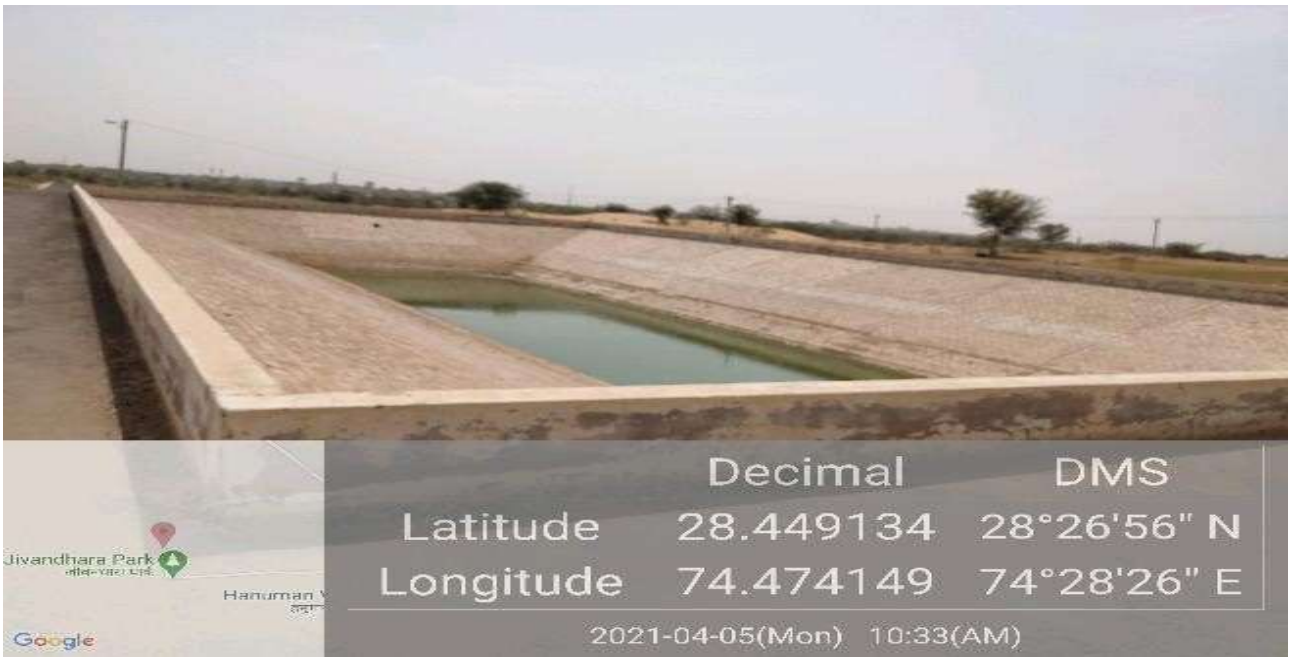 Decimal DMS
Latitude 28.449134 28°26'56" N
Longitude 74.474149 74°28'26" E
2021-04-05(Mon) 10:33(AM)
Jivandhara Park
Hanuman
Google